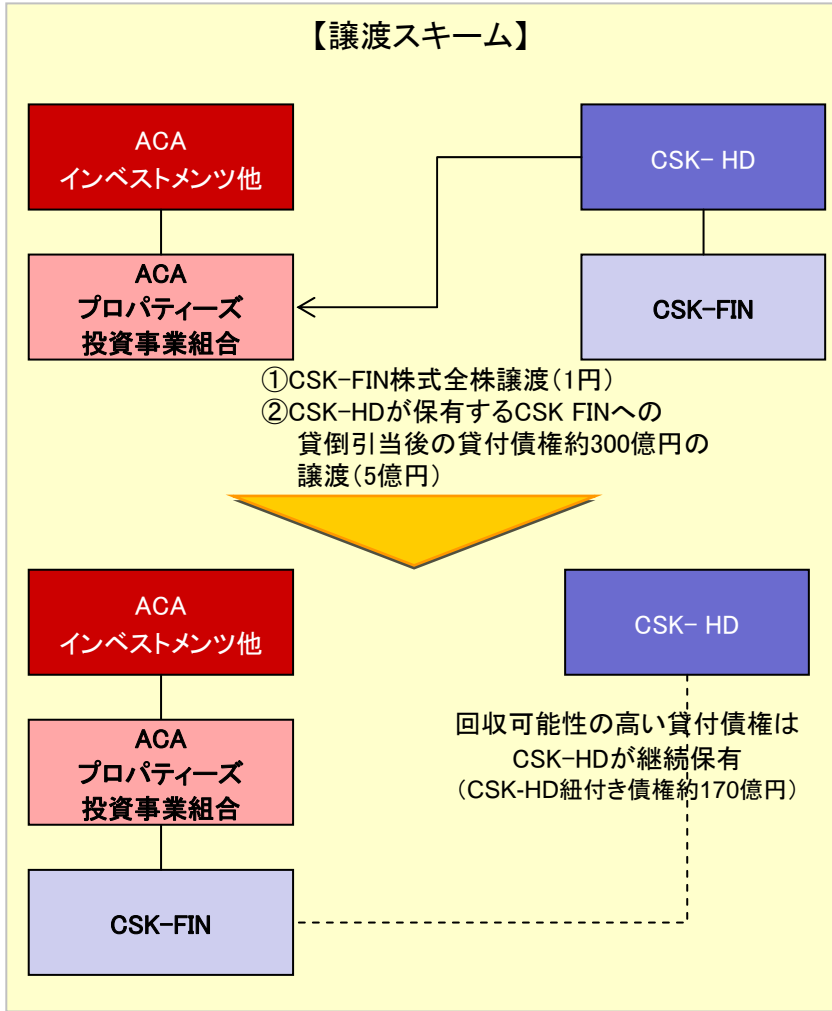 【譲渡スキーム】
ACA
インベストメンツ他
CSK- HD
ACA
プロパティーズ
投資事業組合
CSK-FIN
①CSK-FIN株式全株譲渡(1円)
②CSK-HDが保有するCSK FINへの
貸倒引当後の貸付債権約300億円の
譲渡(5億円)
ACA
インベストメンツ他
CSK- HD
ACA
プロパティーズ
投資事業組合
回収可能性の高い貸付債権は
CSK-HDが継続保有
(CSK-HD紐付き債権約170億円)
CSK-FIN